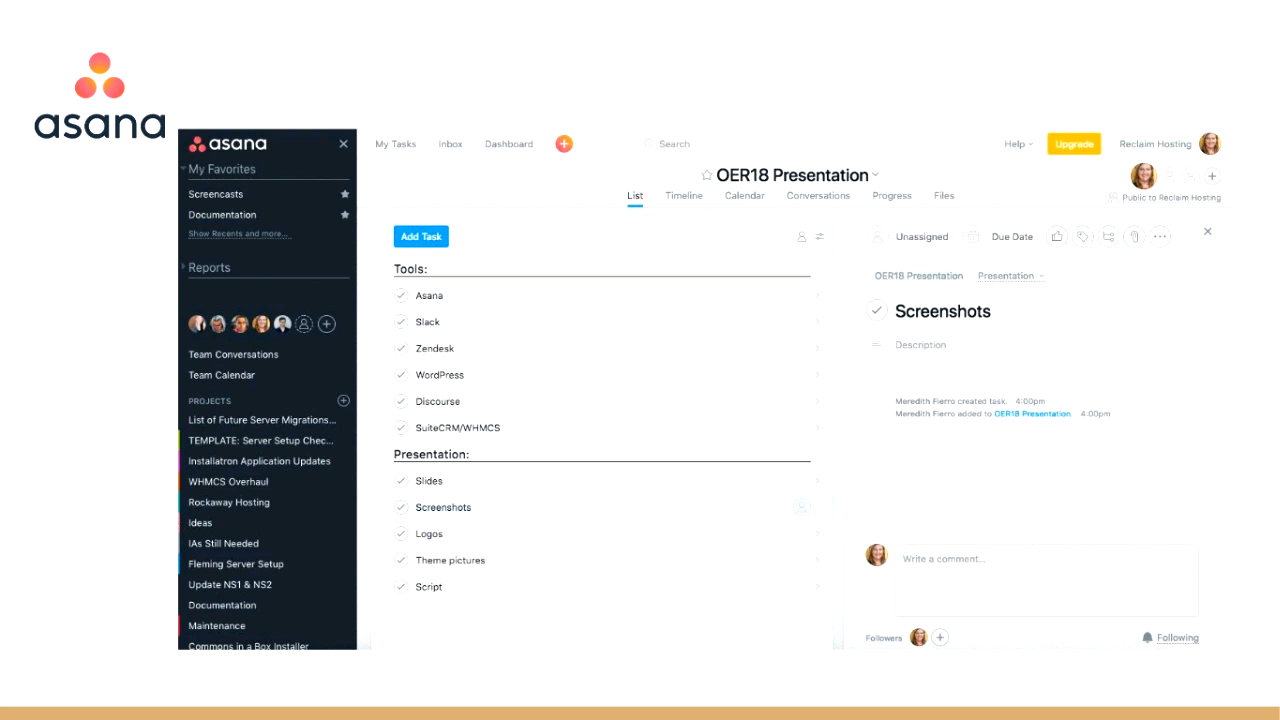 asana
asana
My Favorites
Screencasts
Documentation
Show Recents and more...
Reports
Team Conversations
Team Calendar
PROJECTS
List of Future Server Migrations...
TEMPLATE: Server Setup Chec...
Installatron Application Updates
WHMCS Overhaul
Rockaway Hosting
Ideas
IAs Still Needed
Fleming Server Setup
Update NS1 & NS2
Documentation
Maintenance
Commons in a Box Installer
My Tasks Inbox Dashboard Search Help Upgrade Reclaim Hosting
OER18 Presentation
List Timeline Calendar Conversations Progress Files
Public to Reclaim Hosting
Add Task
Tools:
Asana
Slack
Zendesk
WordPress
Discourse
SuiteCRM/WHMCS
Presentation:
Slides
Screenshots
Logos
Theme pictures
Script
Unassigned Due Date
OER18 Presentation Presentation
Screenshots
Description
Meredith Fierro created task. 4:00pm
Meredith Fierro added to OER18 Presentation. 4:00pm
Write a comment...
Followers Following